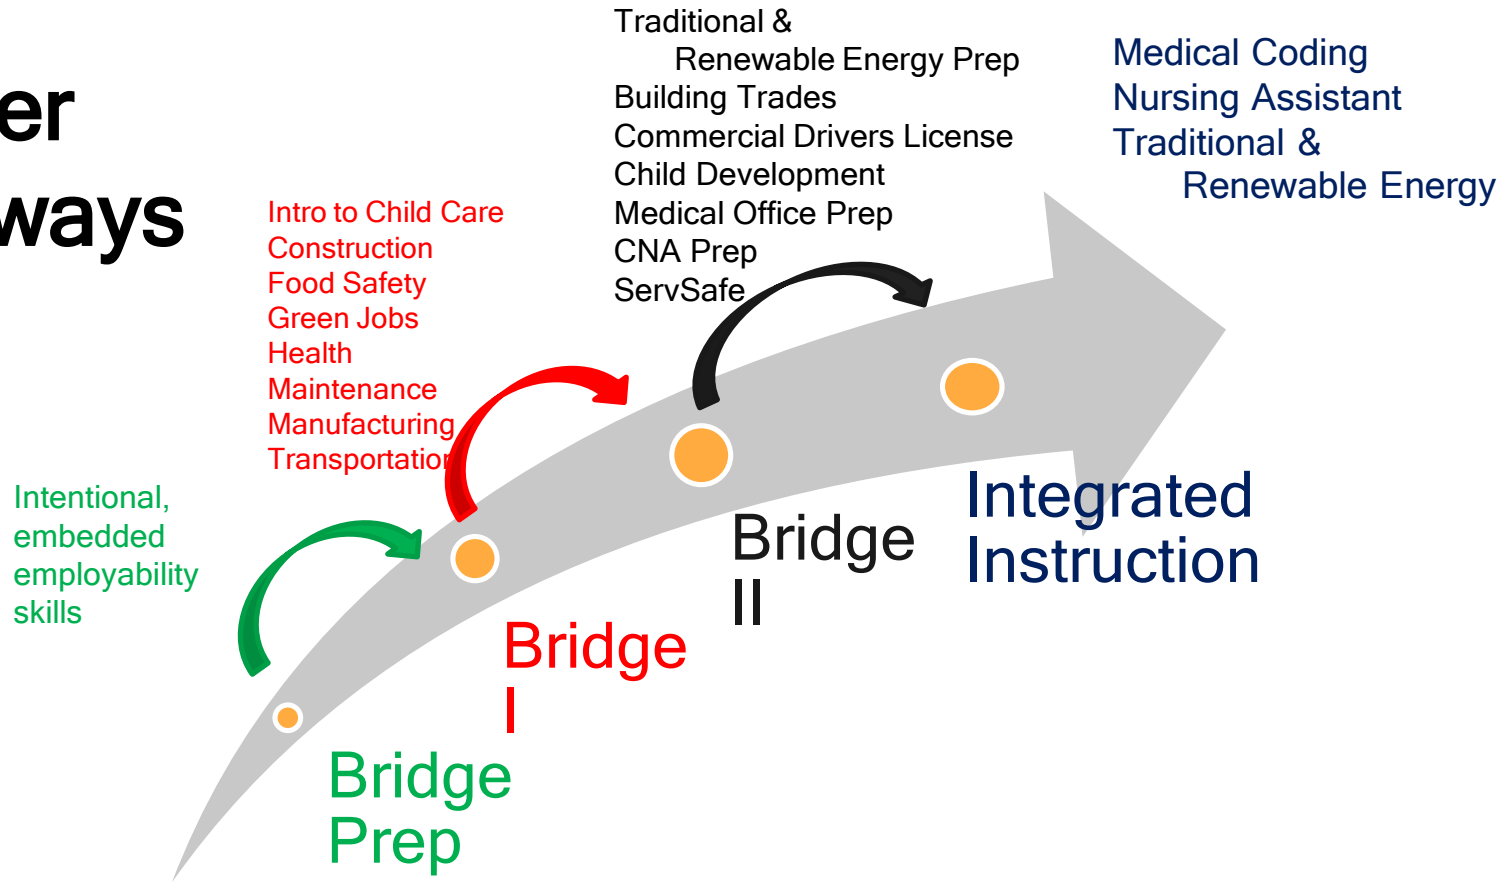 er
ways
Intentional,
embedded
employability
skills
Bridge
Prep
Intro to Child Care
Construction
Food Safety
Green Jobs
Health
Maintenance
Manufacturing
Transportation
Bridge
I
Traditional &
Renewable Energy Prep
Building Trades
Commercial Drivers License
Child Development
Medical Office Prep
CNA Prep
ServSafe
Bridge
II
Medical Coding
Nursing Assistant
Traditional &
Renewable Energy
Integrated
Instruction